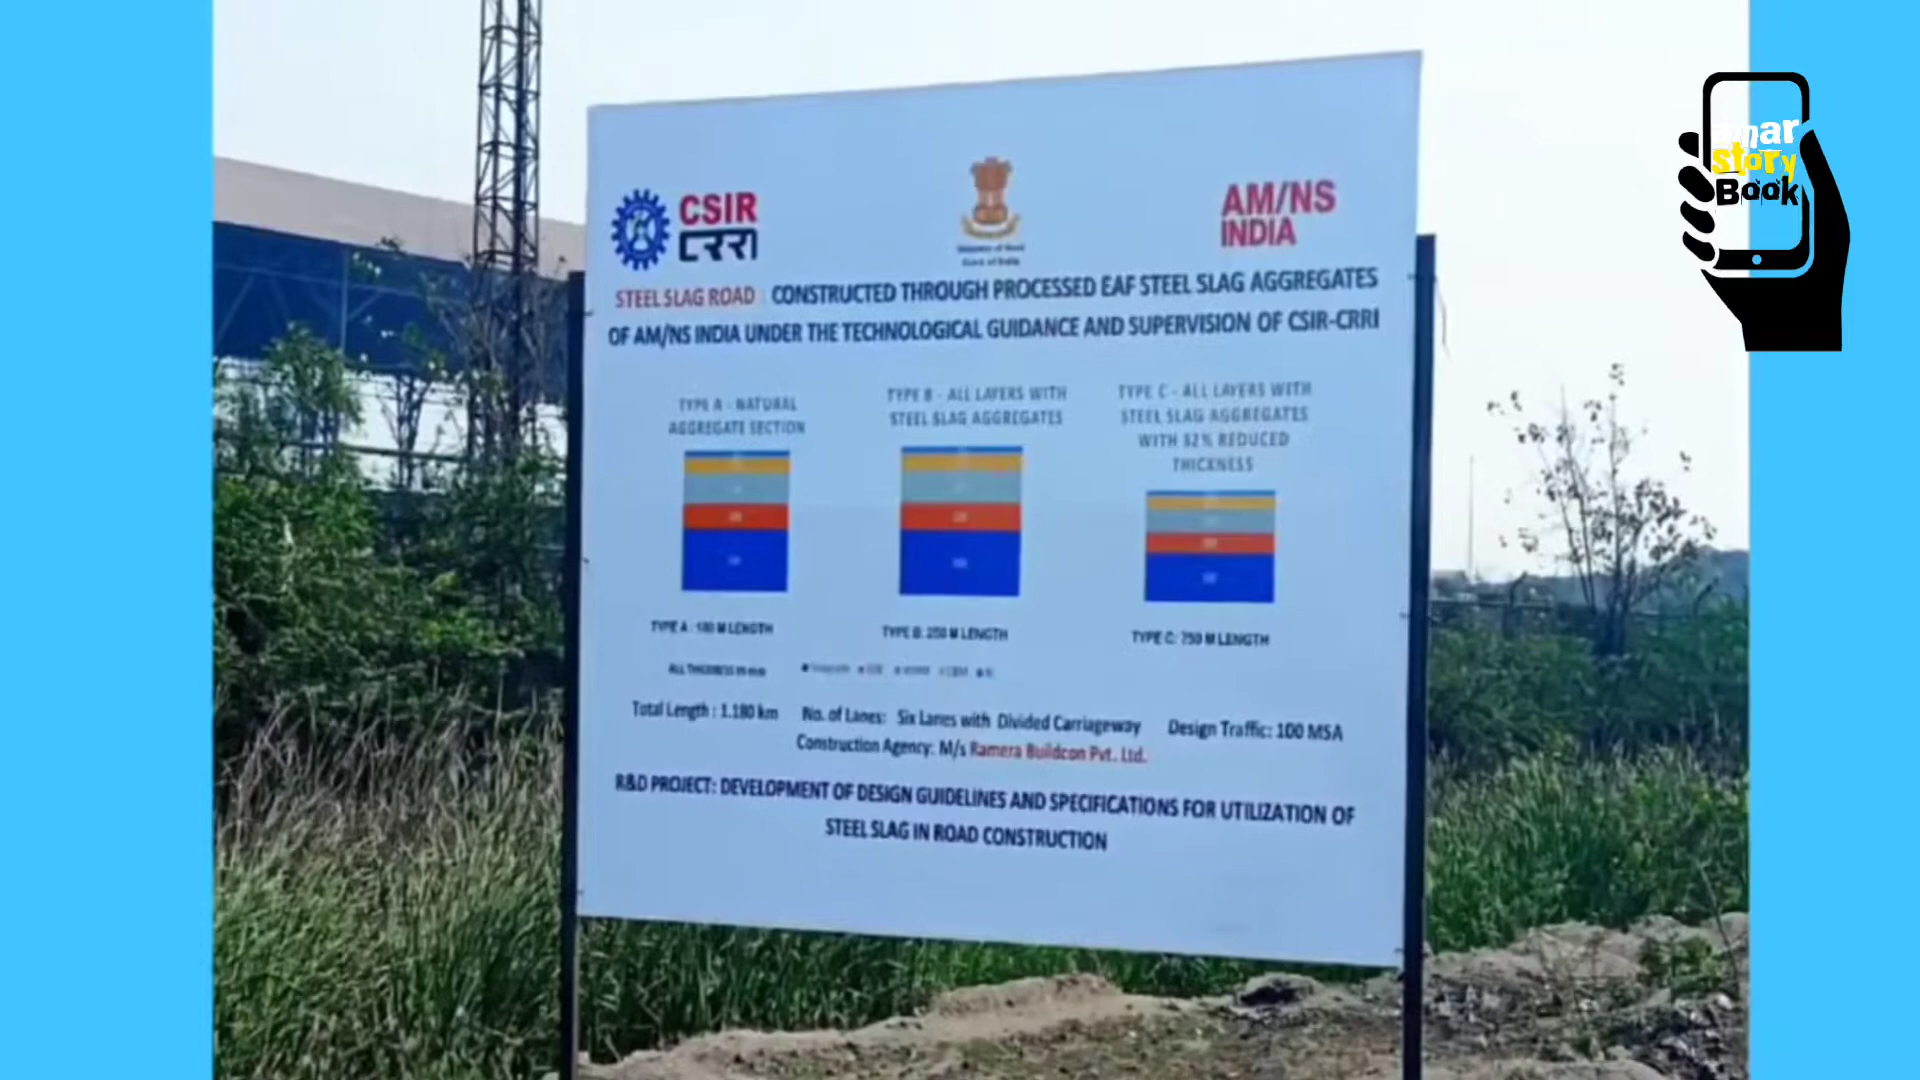 CSIR
CRRI
AM/NS
INDIA
STEEL SLAG ROAD : CONSTRUCTED THROUGH PROCESSED EAF STEEL SLAG AGGREGATES
OF AM/NS INDIA UNDER THE TECHNOLOGICAL GUIDANCE AND SUPERVISION OF CSIR-CRRI
TYPE A - NATURAL
AGGREGATE SECTION
TYPE B - ALL LAYERS WITH
STEEL SLAG AGGREGATES
TYPE C - ALL LAYERS WITH
STEEL SLAG AGGREGATES
WITH 32% REDUCED
THICKNESS
TYPE A : 180 M LENGTH
TYPE B: 250 M LENGTH
TYPE C: 750 M LENGTH
ALL THICKNESS IN mm
Total Length : 1.180 km No. of Lanes: Six Lanes with Divided Carriageway Design Traffic: 100 MSA
Construction Agency: M/s Ramera Buildcon Pvt. Ltd.
R&D PROJECT: DEVELOPMENT OF DESIGN GUIDELINES AND SPECIFICATIONS FOR UTILIZATION OF
STEEL SLAG IN ROAD CONSTRUCTION
amar
story
Book